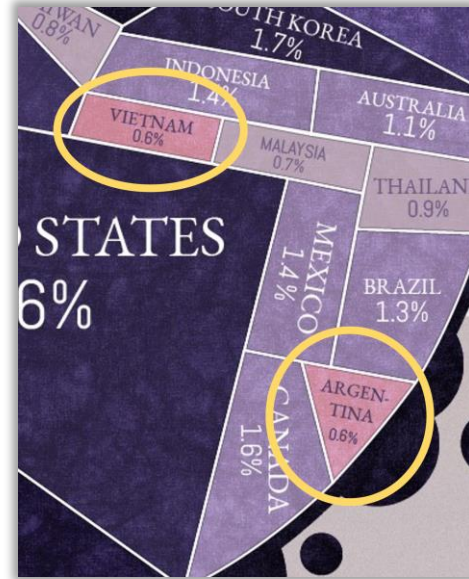 IWAN
0.8%
SOUTH KOREA
1.7%
INDONESIA
1.4%
AUSTRALIA
1.1%
VIETNAM
0.6%
MALAYSIA
0.7%
THAILAN
0.9%
STATES
6%
MEXICO
1.4%
BRAZIL
1.3%
CANADA
1.6%
ARGEN-
TINA
0.6%